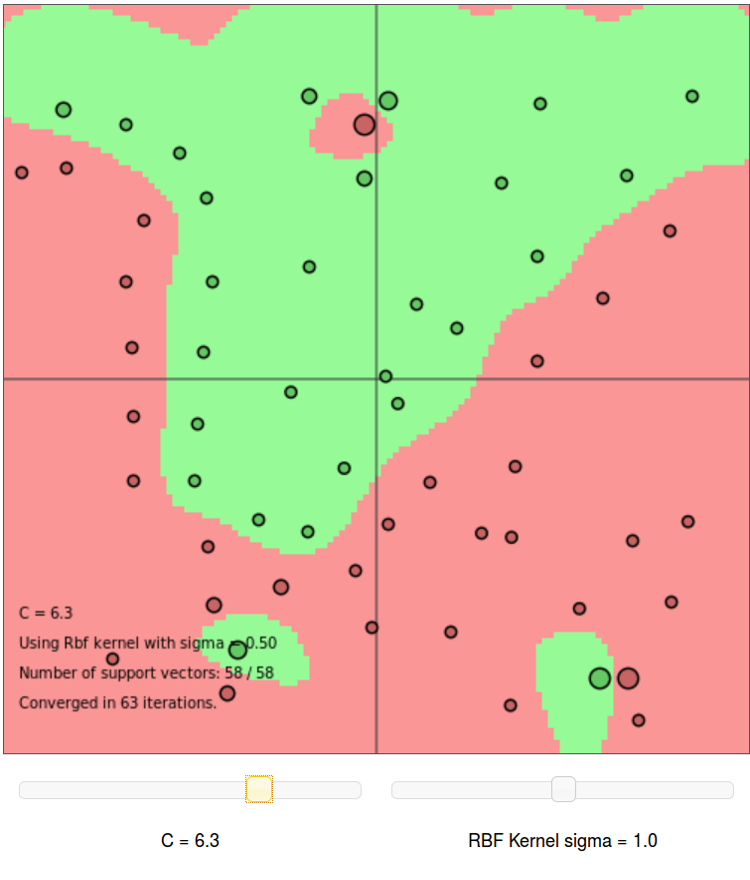 C = 6.3
Using Rbf kernel with sigma = 0.50
Number of support vectors: 58 / 58
Converged in 63 iterations.
C = 6.3
RBF Kernel sigma = 1.0